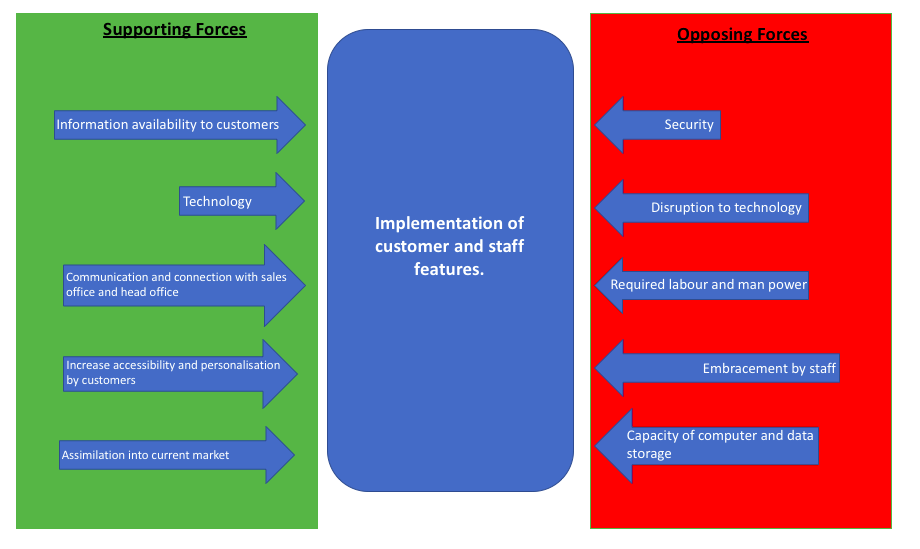 Supporting Forces
Information availability to customers
Technology
Communication and connection with sales
office and head office
Increase accessibility and personalisation
by customers
Assimilation into current market
Implementation of
customer and staff
features.
Opposing Forces
Security
Disruption to technology
Required labour and man power
Embracement by staff
Capacity of computer and data
storage